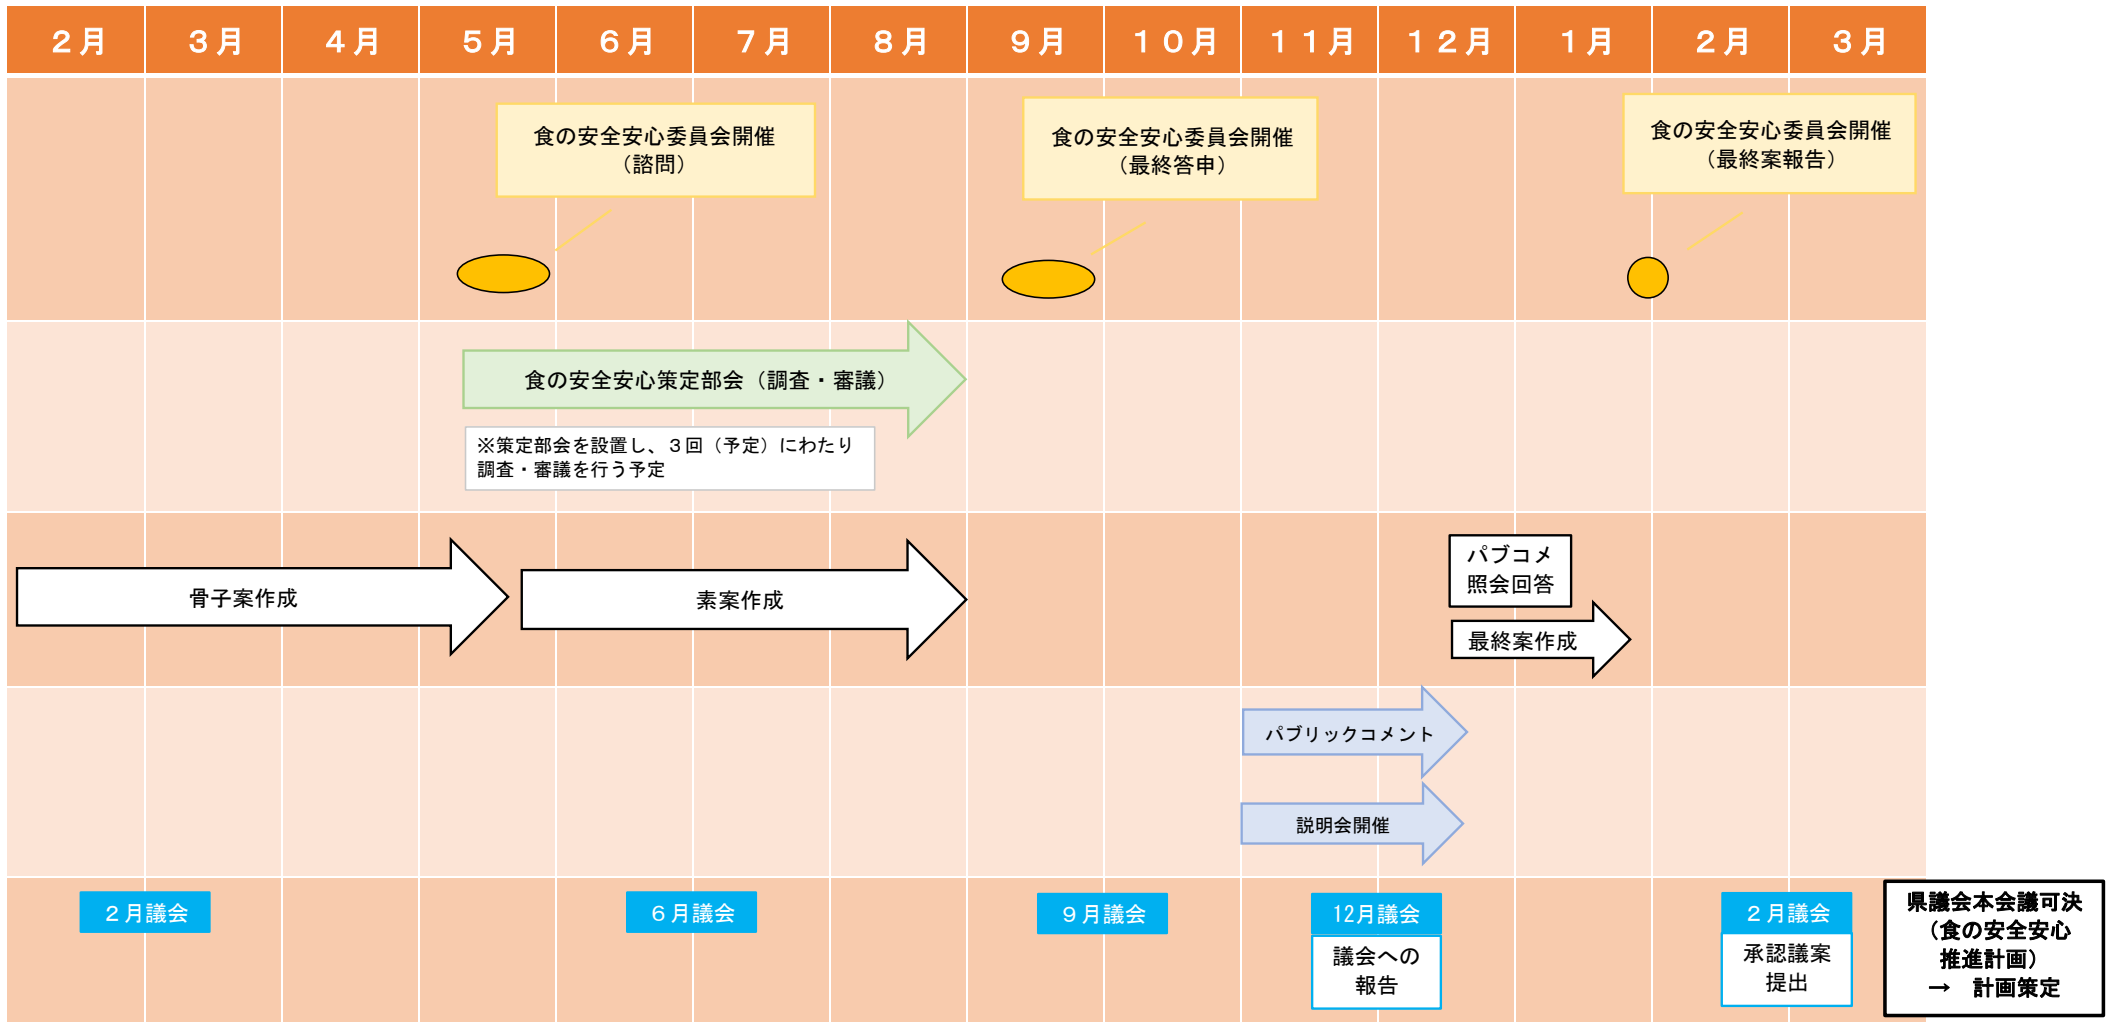 ２月
３月
４月
５月
６月
７月
８月
９月
１０月
１１月
１２月
１月
２月
３月
食の安全安心委員会開催
（諮問）
食の安全安心委員会開催
（最終答申）
食の安全安心委員会開催
（最終案報告）
食の安全安心策定部会（調査・審議）
※策定部会を設置し、３回（予定）にわたり
調査・審議を行う予定
骨子案作成
素案作成
パブコメ
照会回答
最終案作成
パブリックコメント
説明会開催
２月議会
６月議会
９月議会
12月議会
議会への
報告
２月議会
承認議案
提出
県議会本会議可決
（食の安全安心
推進計画）
→　計画策定